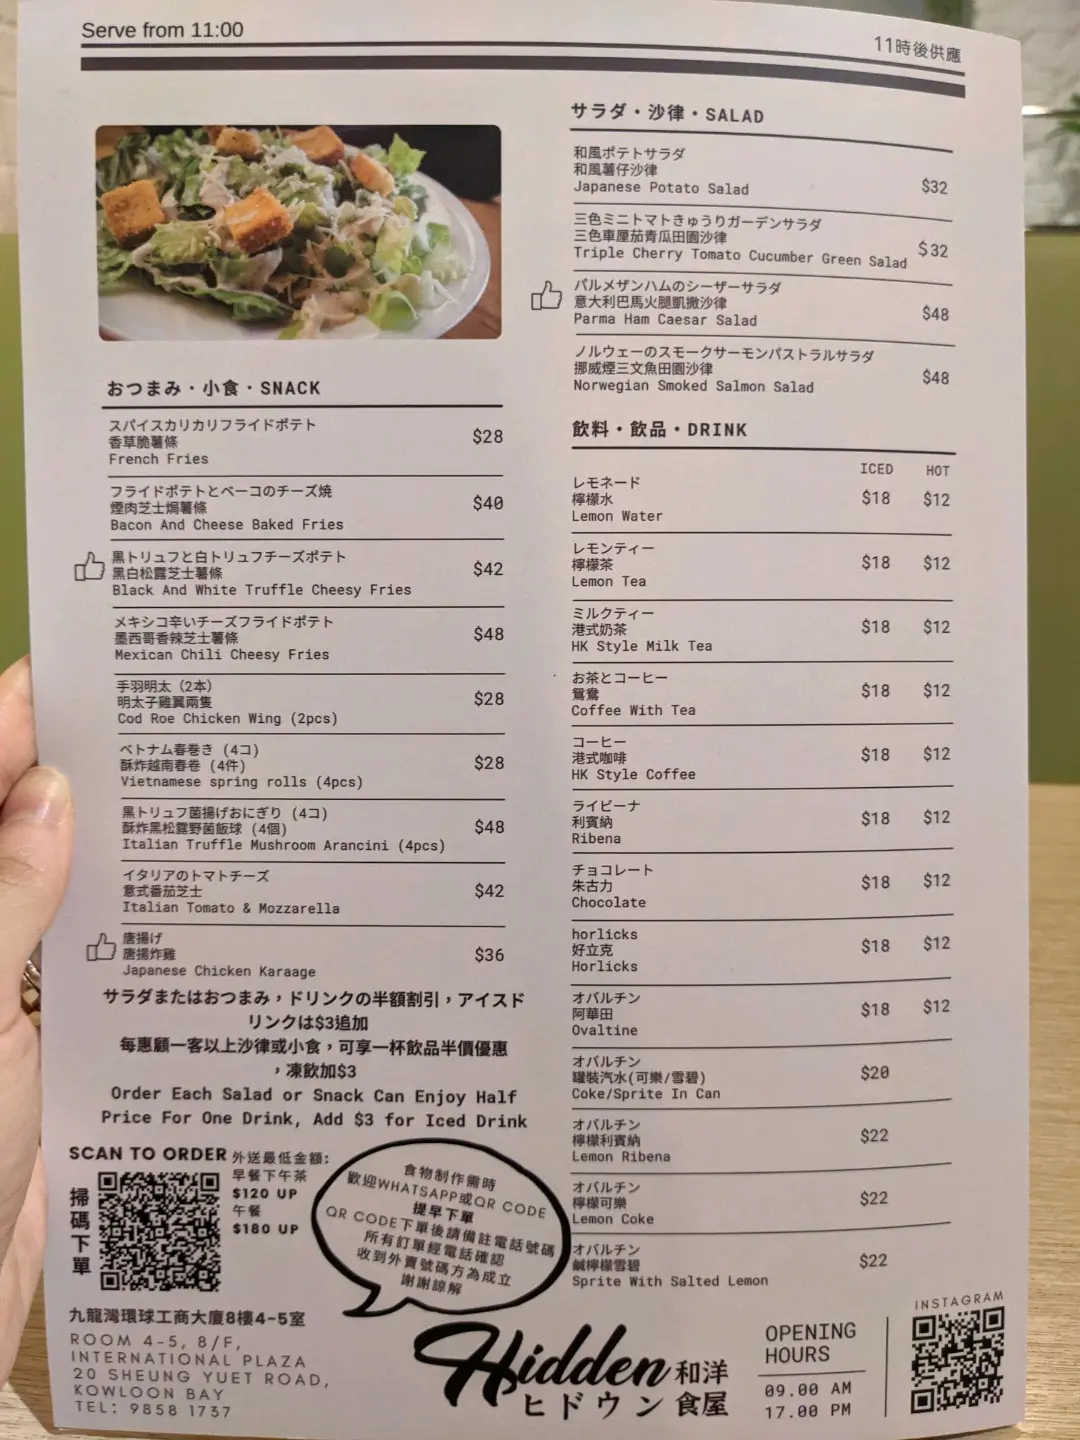 Serve from 11:00
11時後供應
おつまみ・小食・SNACK
スパイスカリカリフライドポテト
香草脆薯條
French Fries
$28
フライドポテトとベーコのチーズ焼
煙肉芝士焗薯條
Bacon And Cheese Baked Fries
$40
黒トリュフと白トリュフチーズポテト
黑白松露芝士薯條
Black And White Truffle Cheesy Fries
$42
メキシコ辛いチーズフライドポテト
墨西哥香辣芝士薯條
Mexican Chili Cheesy Fries
$48
手羽明太（2本）
明太子雞翼兩隻
Cod Roe Chicken Wing (2pcs)
$28
ベトナム春巻き (4コ)
酥炸越南春卷 (4件)
Vietnamese spring rolls (4pcs)
$28
黒トリュフ菌揚げおにぎり (4コ)
酥炸黑松露野菌飯球 (4個)
Italian Truffle Mushroom Arancini (4pcs)
$48
イタリアのトマトチーズ
意式番茄芝士
Italian Tomato & Mozzarella
$42
唐揚げ
唐揚炸雞
Japanese Chicken Karaage
$36
サラダまたはおつまみ，ドリンクの半額割引，アイスド
リンクは$3追加
每惠顧一客以上沙律或小食，可享一杯飲品半價優惠
，凍飲加$3
Order Each Salad or Snack Can Enjoy Half
Price For One Drink, Add $3 for Iced Drink
サラダ・沙律・SALAD
和風ポテトサラダ
和風薯仔沙律
Japanese Potato Salad
$32
三色ミニトマトきゅうりガーデンサラダ
三色車厘茄青瓜田園沙律
Triple Cherry Tomato Cucumber Green Salad
$32
パルメザンハムのシーザーサラダ
意大利巴馬火腿凱撒沙律
Parma Ham Caesar Salad
$48
ノルウェーのスモークサーモンパストラルサラダ
挪威煙三文魚田園沙律
Norwegian Smoked Salmon Salad
$48
飲料・飲品・DRINK
ICED HOT
レモネード
檸檬水
Lemon Water
$18 $12
レモンティー
檸檬茶
Lemon Tea
$18 $12
ミルクティー
港式奶茶
HK Style Milk Tea
$18 $12
お茶とコーヒー
鴛鴦
Coffee With Tea
$18 $12
コーヒー
港式咖啡
HK Style Coffee
$18 $12
ライビーナ
利賓納
Ribena
$18 $12
チョコレート
朱古力
Chocolate
$18 $12
horlicks
好立克
Horlicks
$18 $12
オバルチン
阿華田
Ovaltine
$18 $12
オバルチン
罐裝汽水(可樂/雪碧)
Coke/Sprite In Can
$20
オバルチン
檸檬利賓納
Lemon Ribena
$22
オバルチン
檸檬可樂
Lemon Coke
$22
オバルチン
鹹檸檬雪碧
Sprite With Salted Lemon
$22
SCAN TO ORDER
掃碼下單
外送最低金額:
早餐下午茶
$120 UP
午餐
$180 UP
食物制作需時
歡迎WHATSAPP或QR CODE
提早下單
QR CODE下單後請備註電話號碼
所有訂單經電話確認
收到外賣號碼方為成立
謝謝諒解
九龍灣環球工商大廈8樓4-5室
ROOM 4-5, 8/F,
INTERNATIONAL PLAZA
20 SHEUNG YUET ROAD,
KOWLOON BAY
TEL: 9858 1737
Hidden 和洋
ヒドウン 食屋
OPENING
HOURS
09.00 AM
17.00 PM
INSTAGRAM